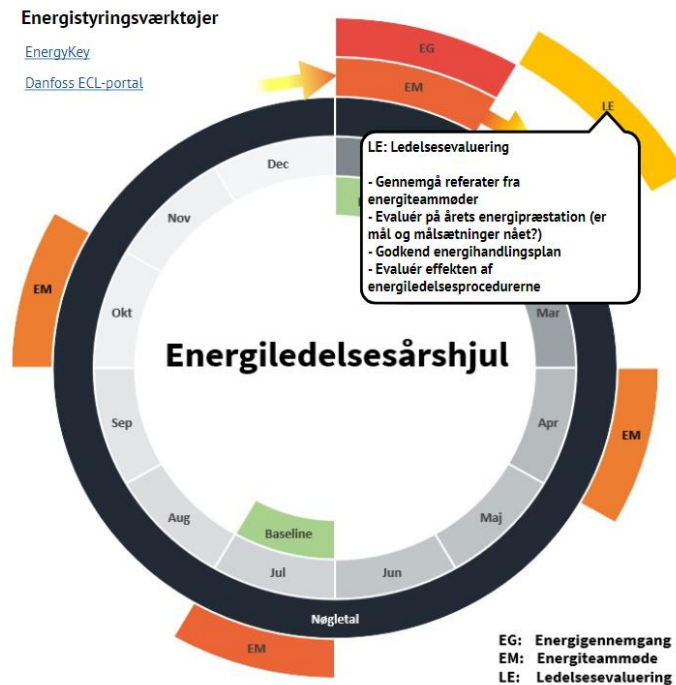 Energistyringsværktøjer
EnergyKey
Danfoss ECL-portal
EG
EM
LE
LE: Ledelsesevaluering
- Gennemgå referater fra
energiteammøder
- Evaluér på årets energipræstation (er
mål og målsætninger nået?)
- Godkend energihandlingsplan
- Evaluér effekten af
energiledelsesprocedurerne
Dec
Nov
EM
Okt
Mar
Energiledelsesårshjul
Sep
Apr
EM
Aug
Maj
Baseline
Jul
Jun
Nøgletal
EM
EG: Energigennemgang
EM: Energiteammøde
LE: Ledelsesevaluering